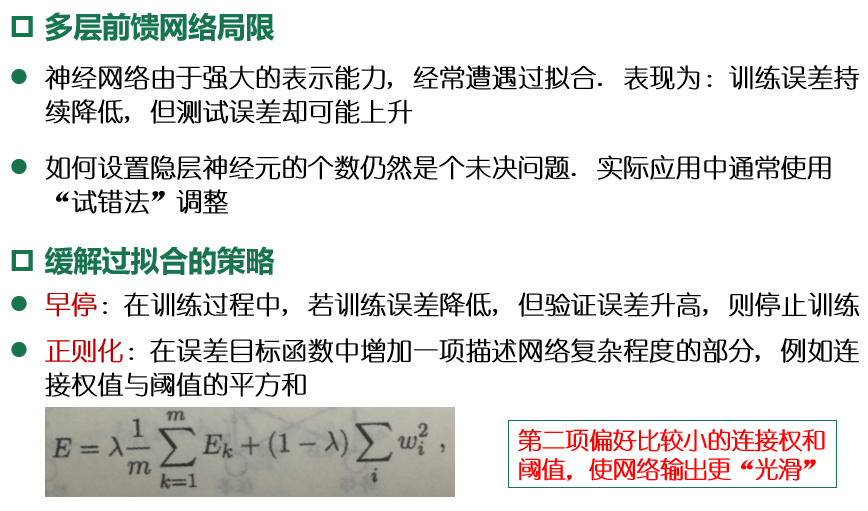 多层前馈网络局限
神经网络由于强大的表示能力，经常遭遇过拟合．表现为：训练误差持
续降低，但测试误差却可能上升
如何设置隐层神经元的个数仍然是个未决问题．实际应用中通常使用
“试错法”调整
缓解过拟合的策略
早停：在训练过程中，若训练误差降低，但验证误差升高，则停止训练
正则化：在误差目标函数中增加一项描述网络复杂程度的部分，例如连
接权值与阈值的平方和
E = λ \frac{1}{m} \sum_{k=1}^{m} E_k + (1 − λ) \sum_{i} w_i^2 ,
第二项偏好比较小的连接权和
阈值，使网络输出更“光滑”